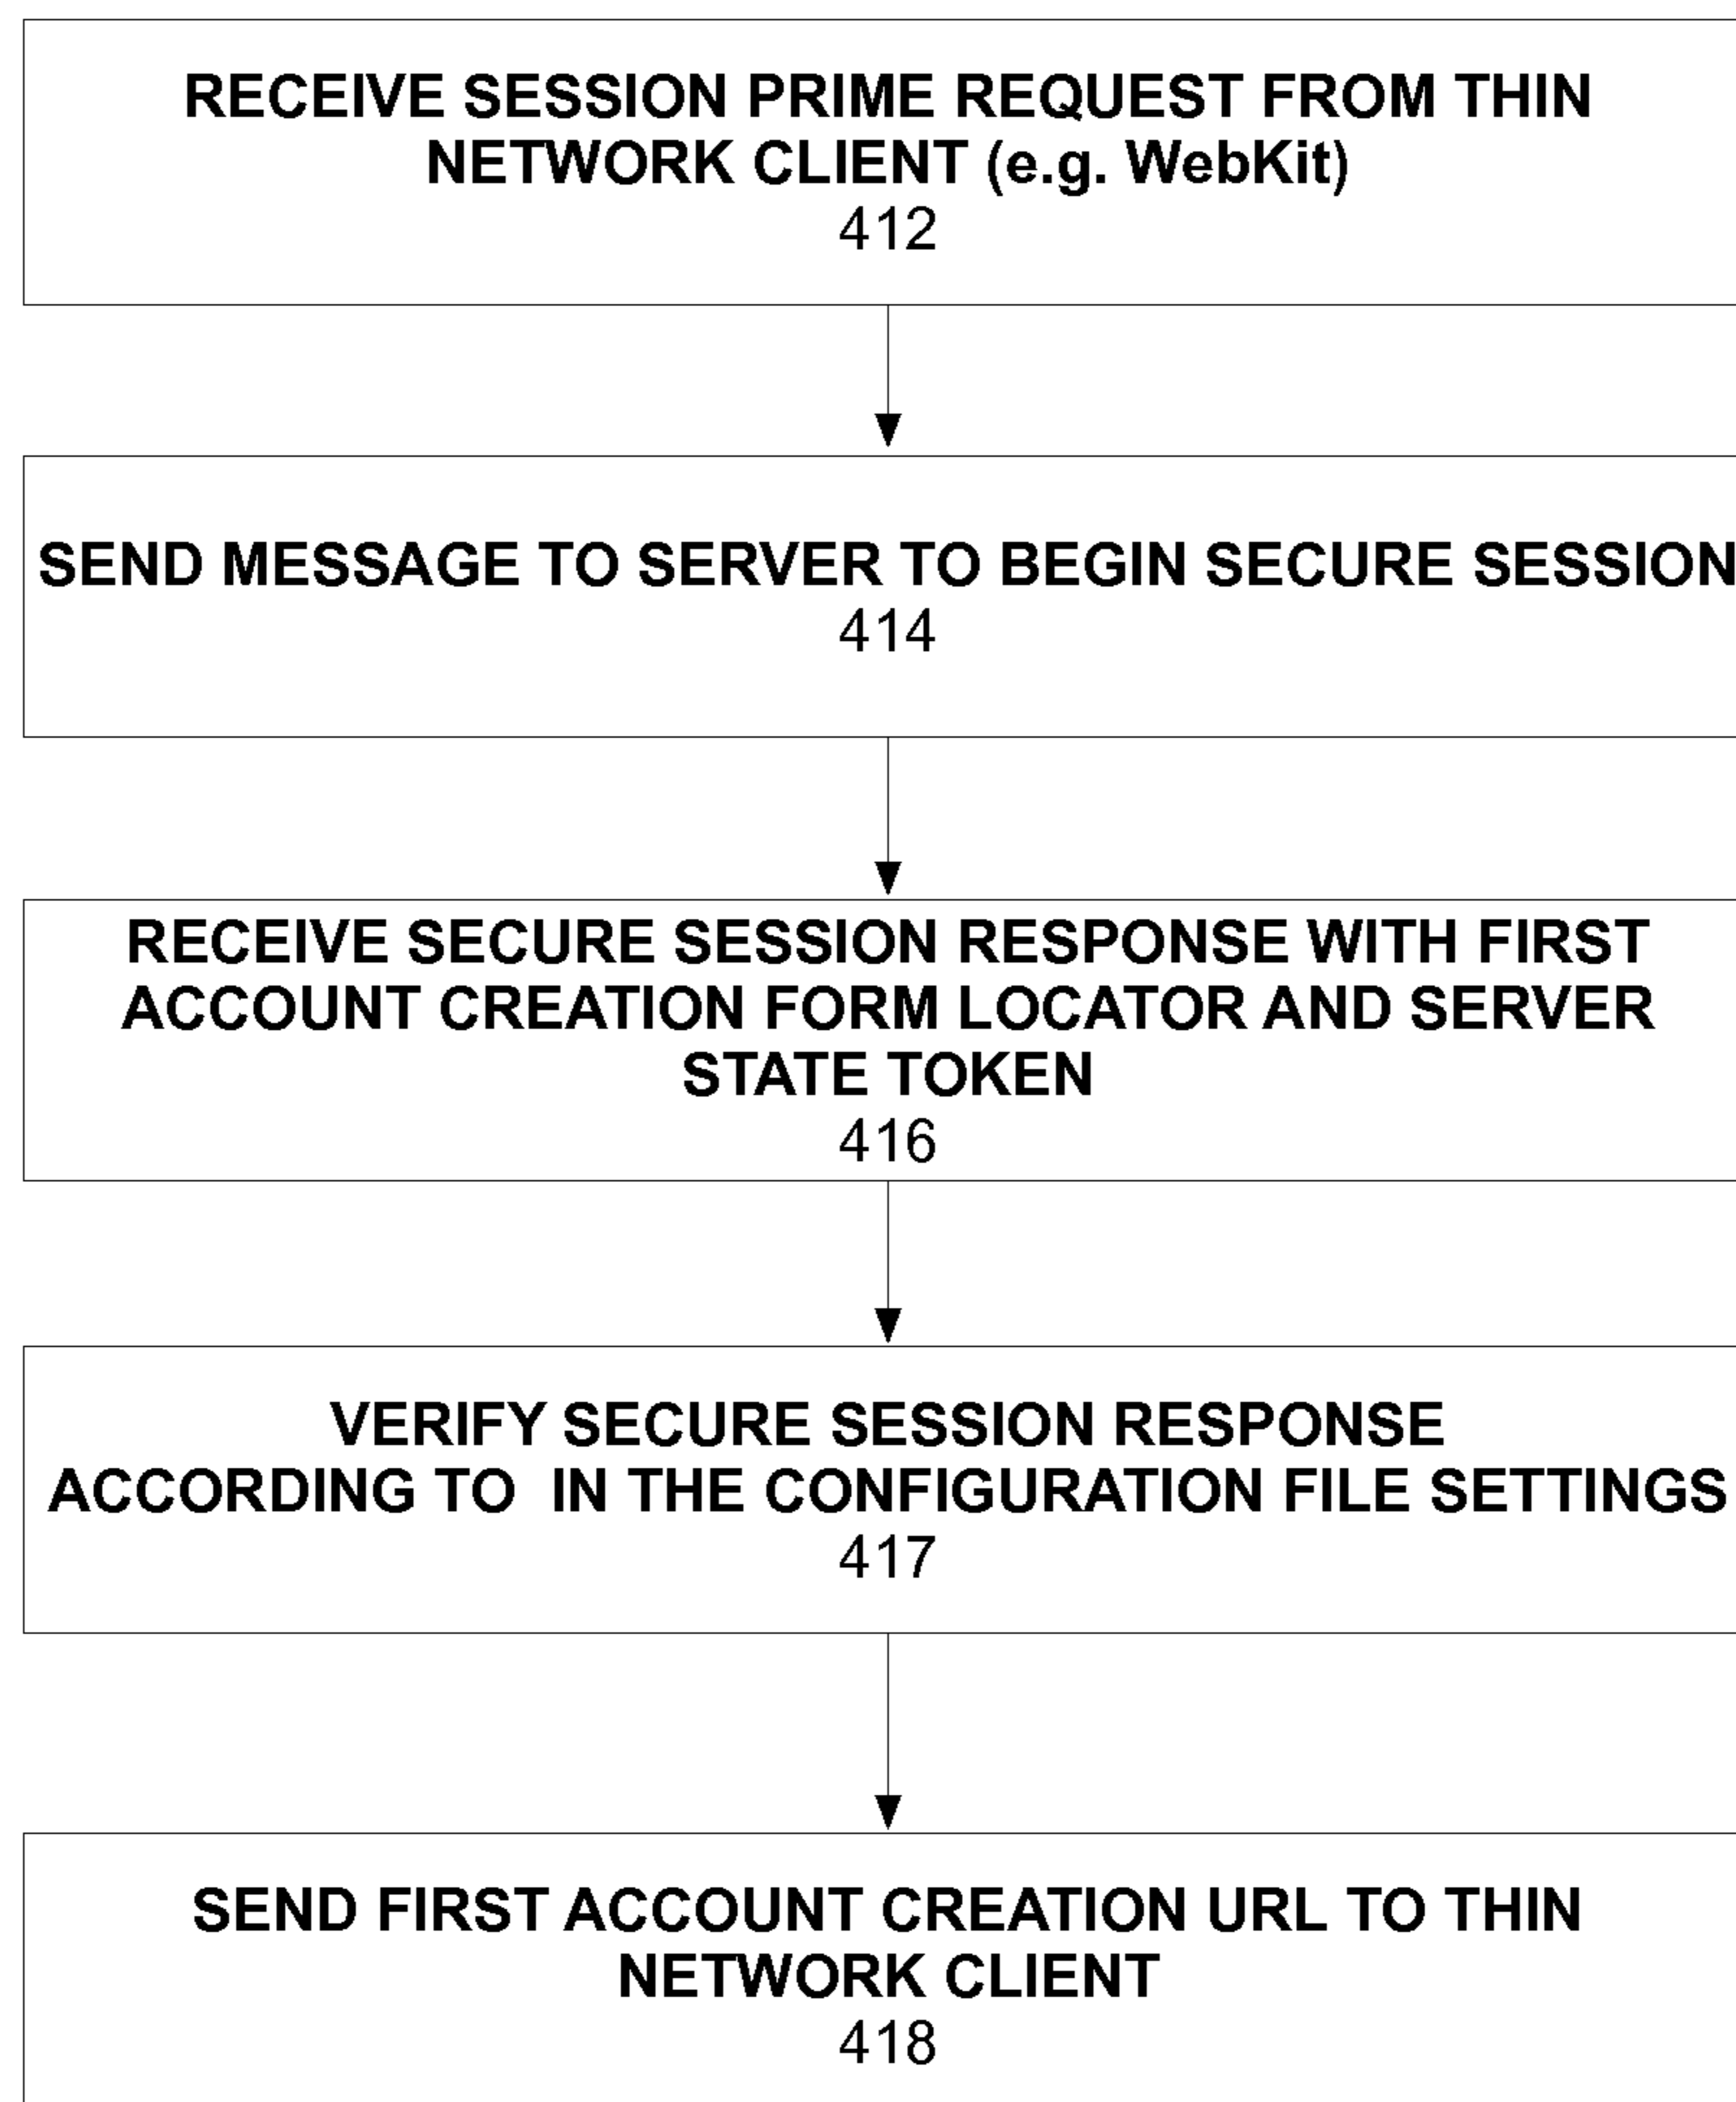 RECEIVE SESSION PRIME REQUEST FROM THIN
NETWORK CLIENT (e.g. WebKit)
412
SEND MESSAGE TO SERVER TO BEGIN SECURE SESSION
414
RECEIVE SECURE SESSION RESPONSE WITH FIRST
ACCOUNT CREATION FORM LOCATOR AND SERVER
STATE TOKEN
416
VERIFY SECURE SESSION RESPONSE
ACCORDING TO  IN THE CONFIGURATION FILE SETTINGS
417
SEND FIRST ACCOUNT CREATION URL TO THIN
NETWORK CLIENT
418